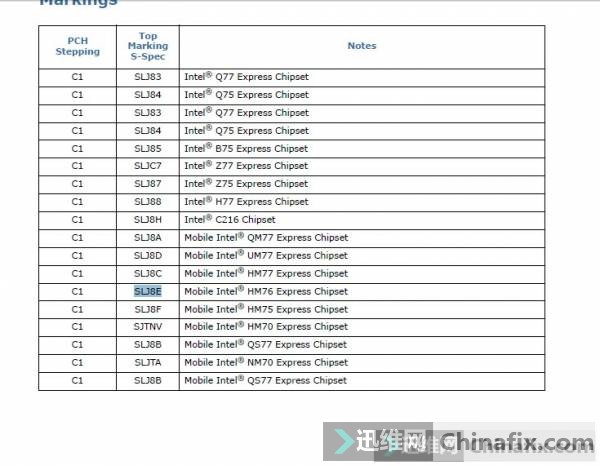 Markings
PCH Stepping Top Marking S-Spec Notes
C1 SLJ83 Intel® Q77 Express Chipset
C1 SLJ84 Intel® Q75 Express Chipset
C1 SLJ83 Intel® Q77 Express Chipset
C1 SLJ84 Intel® Q75 Express Chipset
C1 SLJ85 Intel® B75 Express Chipset
C1 SLJC7 Intel® Z77 Express Chipset
C1 SLJ87 Intel® Z75 Express Chipset
C1 SLJ88 Intel® H77 Express Chipset
C1 SLJ8H Intel® C216 Chipset
C1 SLJ8A Mobile Intel® QM77 Express Chipset
C1 SLJ8D Mobile Intel® UM77 Express Chipset
C1 SLJ8C Mobile Intel® HM77 Express Chipset
C1 SLJ8E Mobile Intel® HM76 Express Chipset
C1 SLJ8F Mobile Intel® HM75 Express Chipset
C1 SJTNV Mobile Intel® HM70 Express Chipset
C1 SLJ8B Mobile Intel® QS77 Express Chipset
C1 SLJTA Mobile Intel® NM70 Express Chipset
C1 SLJ8B Mobile Intel® QS77 Express Chipset
迅维网 Chinafix.com
迅维网 Chinafix.com